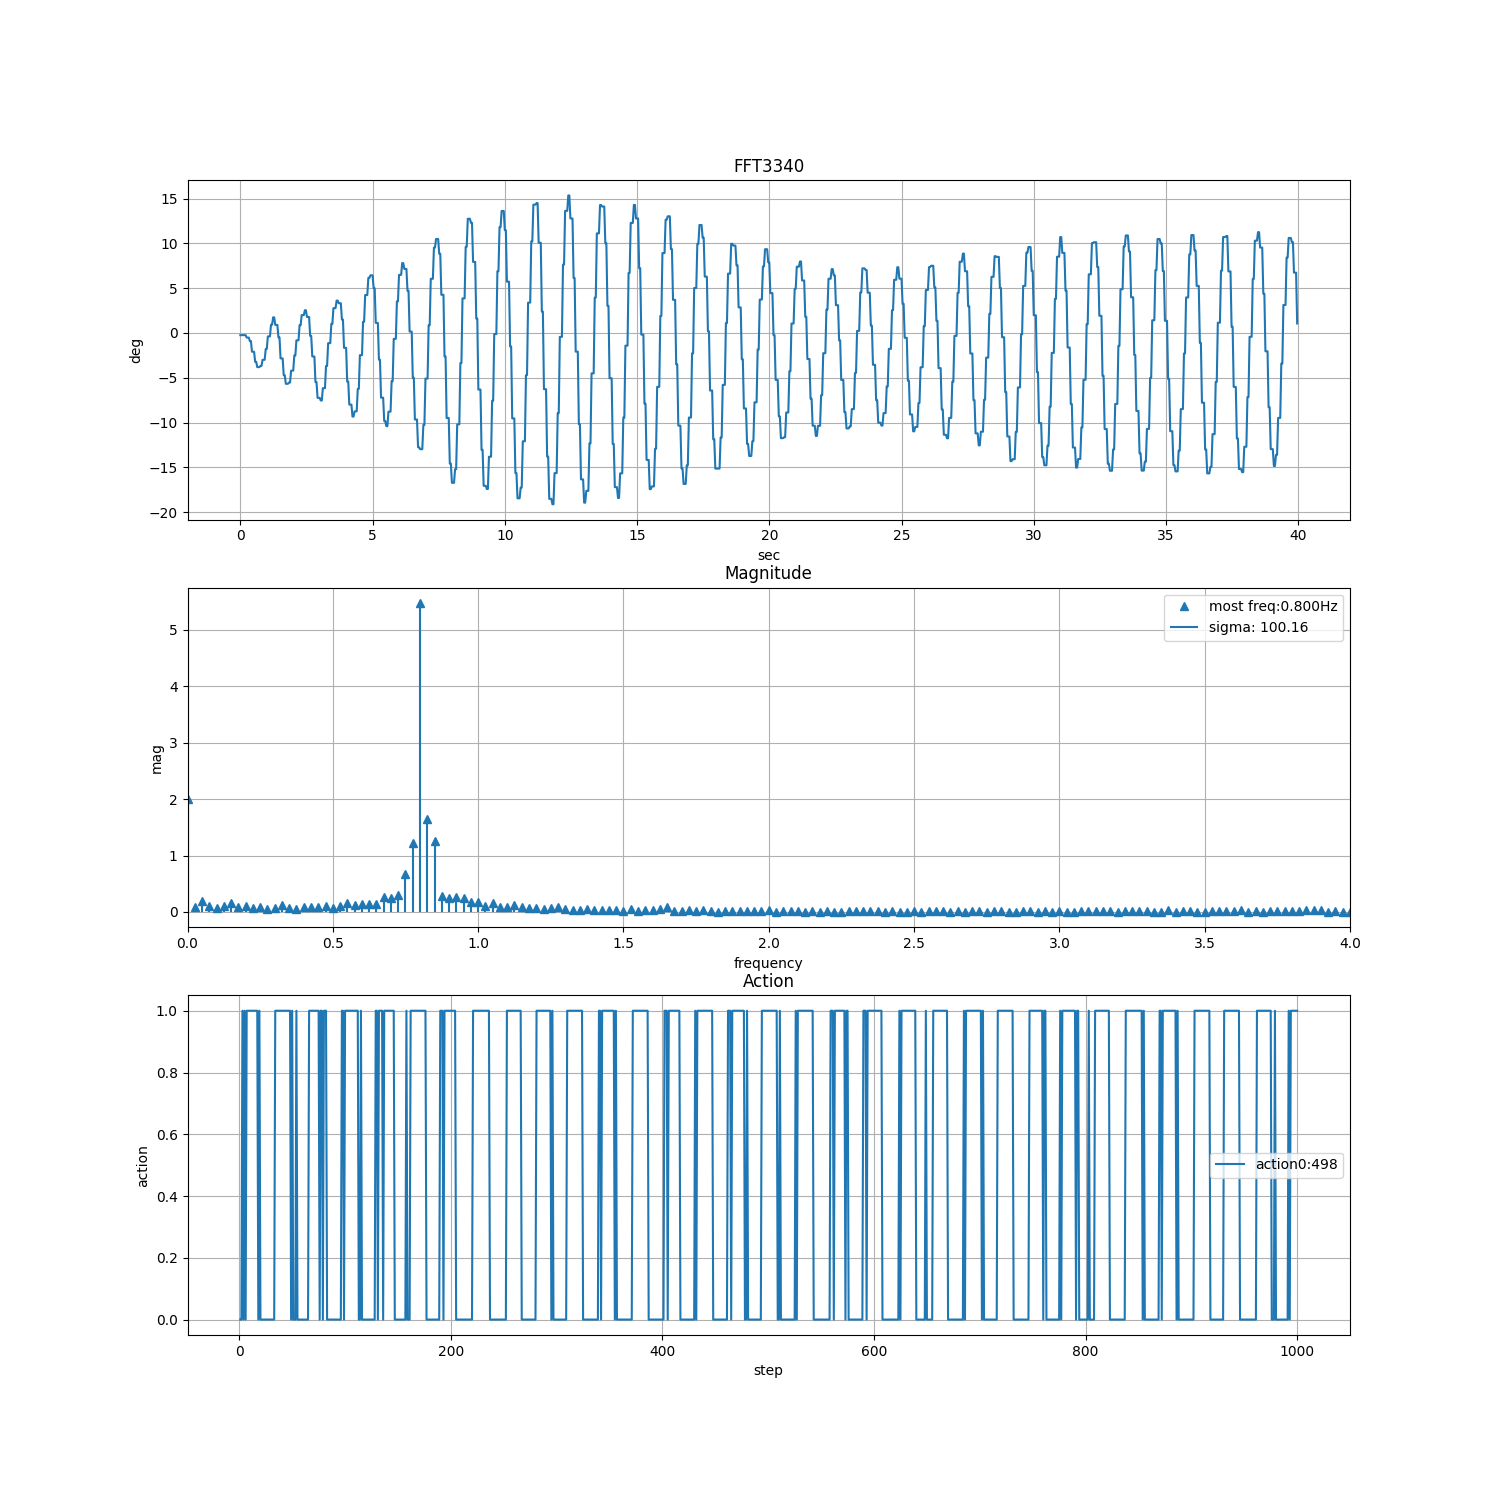 FFT3340
15
10
5
0
−5
−10
−15
−20
deg
0 5 10 15 20 25 30 35 40
sec
Magnitude
most freq:0.800Hz
sigma: 100.16
5
4
3
2
1
0
mag
0.0 0.5 1.0 1.5 2.0 2.5 3.0 3.5 4.0
frequency
Action
1.0
0.8
0.6
0.4
0.2
0.0
action
action0:498
0 200 400 600 800 1000
step